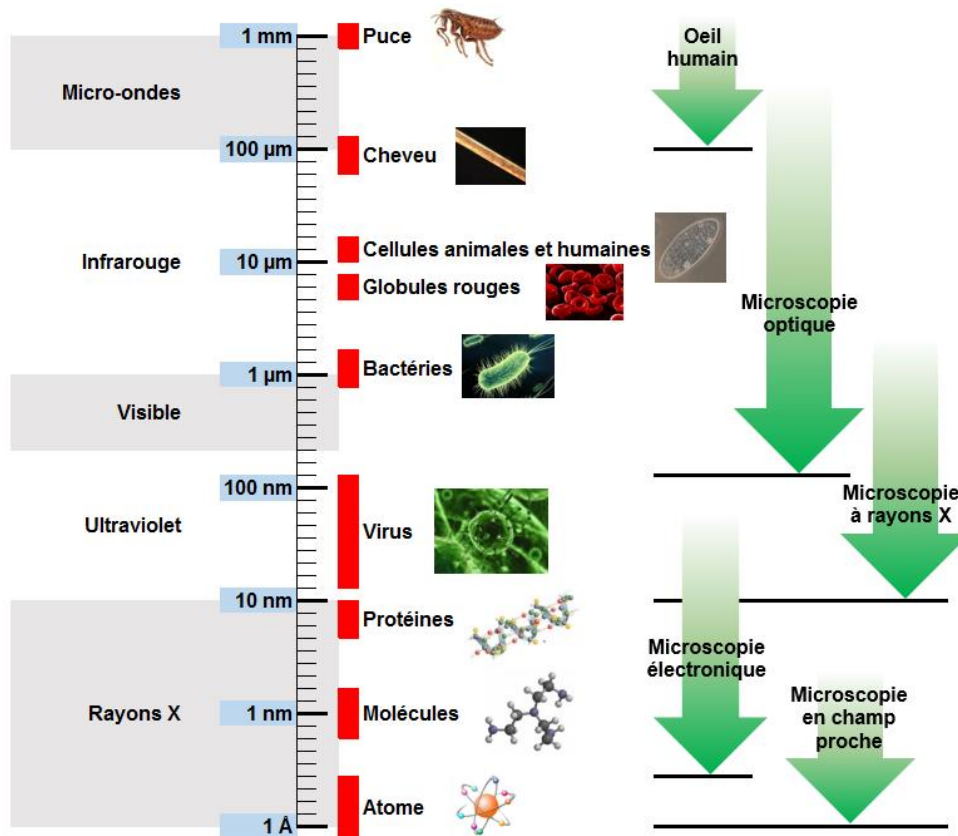 1 mm
Puce
Oeil
humain
Micro-ondes
100 µm
Cheveu
Infrarouge
10 µm
Cellules animales et humaines
Globules rouges
Microscopie
optique
1 µm
Bactéries
Visible
100 nm
Microscopie
à rayons X
Ultraviolet
Virus
10 nm
Protéines
Microscopie
électronique
Rayons X
1 nm
Molécules
Microscopie
en champ
proche
Atome
1 Å